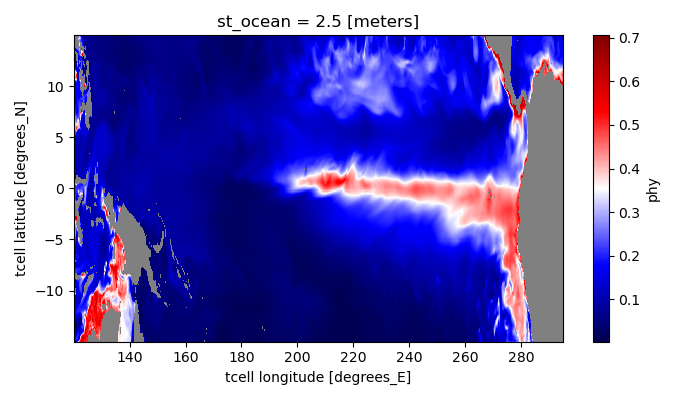 st_ocean = 2.5 [meters]
tcell latitude [degrees_N]
10
5
0
−5
−10
140 160 180 200 220 240 260 280
tcell longitude [degrees_E]
0.7
0.6
0.5
0.4
0.3
0.2
0.1
phy